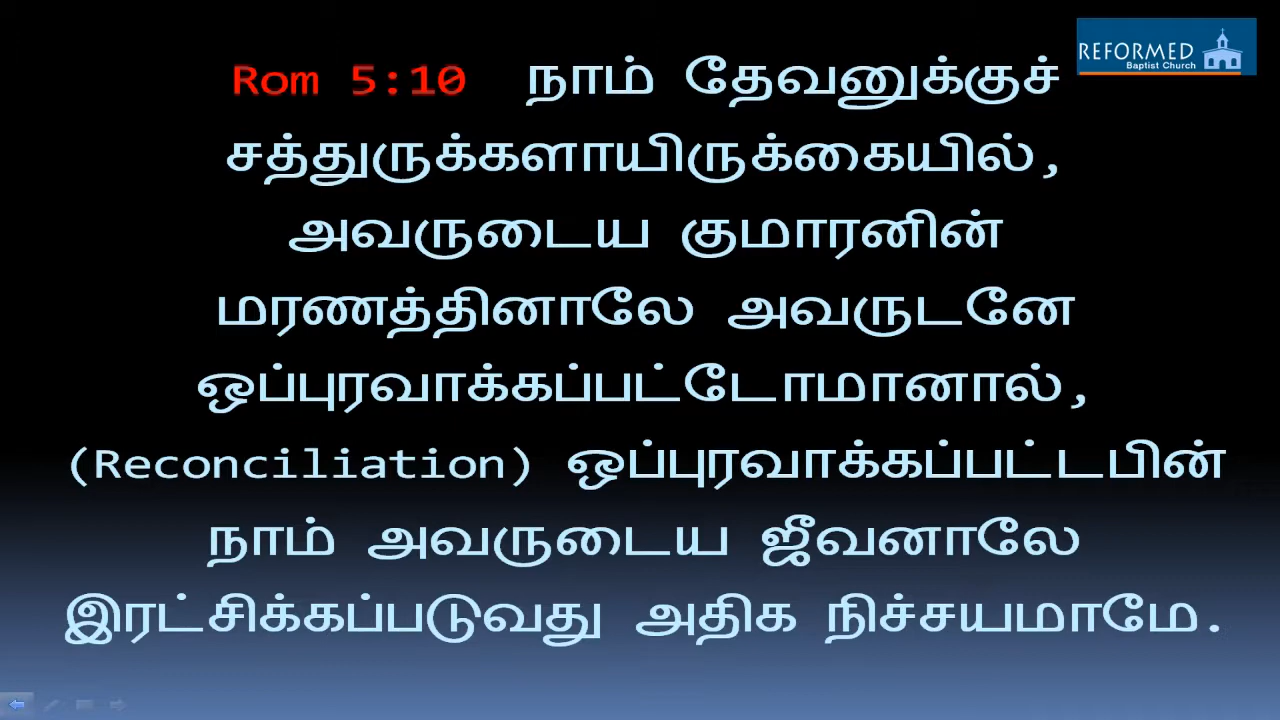 REFORMED
Baptist Church
Rom 5:10 நாம் தேவனுக்குச்
சத்துருக்களாயிருக்கையில்,
அவருடைய குமாரனின்
மரணத்தினாலே அவருடனே
ஒப்புரவாக்கப்பட்டோமானால்,
(Reconciliation) ஒப்புரவாக்கப்பட்டபின்
நாம் அவருடைய ஜீவனாலே
இரட்சிக்கப்படுவது அதிக நிச்சயமாமே.